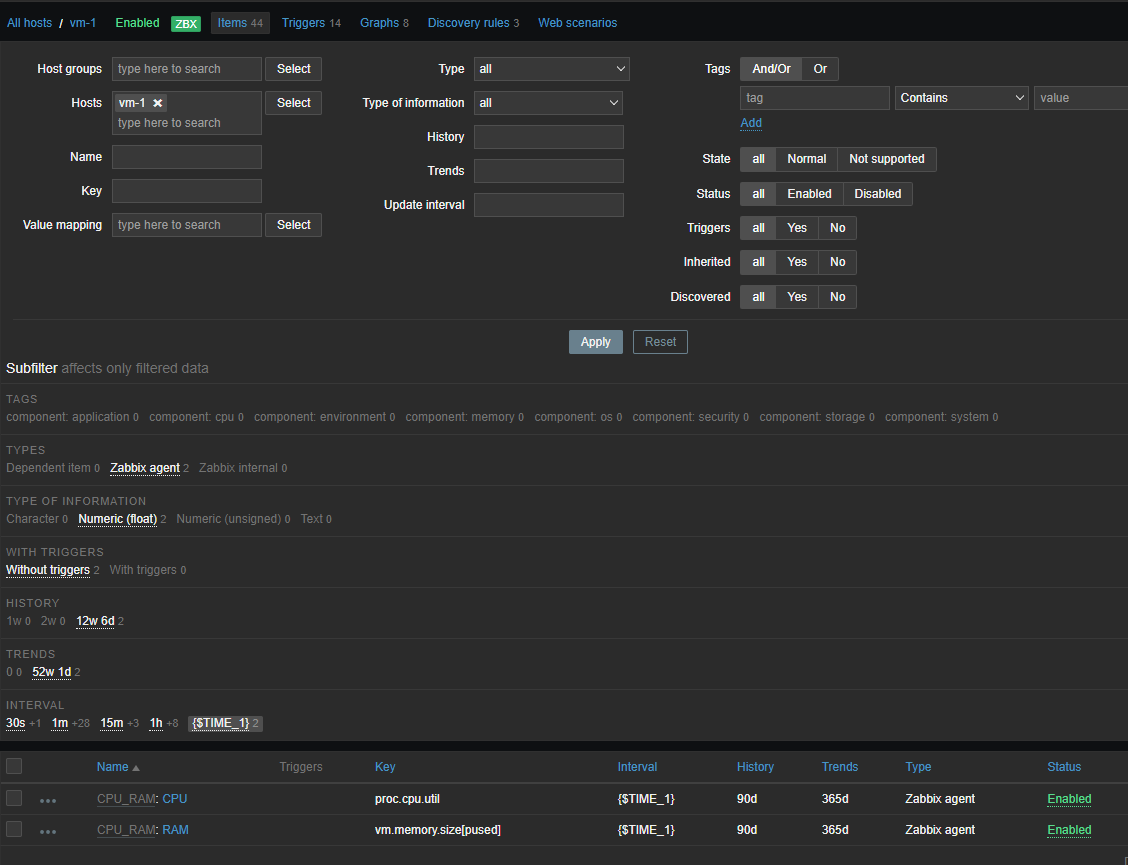 All hosts / vm-1 Enabled ZBX Items 44 Triggers 14 Graphs 8 Discovery rules 3 Web scenarios
Host groups type here to search Select Type all Tags And/Or Or
Hosts vm-1 × Select Type of information all tag Contains value
type here to search Add
History
Name State all Normal Not supported
Trends
Key Status all Enabled Disabled
Update interval
Value mapping type here to search Select Triggers all Yes No
Inherited all Yes No
Discovered all Yes No
Apply Reset
Subfilter affects only filtered data
TAGS
component: application 0 component: cpu 0 component: environment 0 component: memory 0 component: os 0 component: security 0 component: storage 0 component: system 0
TYPES
Dependent item 0 Zabbix agent 2 Zabbix internal 0
TYPE OF INFORMATION
Character 0 Numeric (float) 2 Numeric (unsigned) 0 Text 0
WITH TRIGGERS
Without triggers 2 With triggers 0
HISTORY
1w 0 2w 0 12w 6d 2
TRENDS
0 0 52w 1d 2
INTERVAL
30s +1 1m +28 15m +3 1h +8 {$TIME_1} 2
Name Triggers Key Interval History Trends Type Status
CPU_RAM: CPU proc.cpu.util {$TIME_1} 90d 365d Zabbix agent Enabled
CPU_RAM: RAM vm.memory.size[pused] {$TIME_1} 90d 365d Zabbix agent Enabled